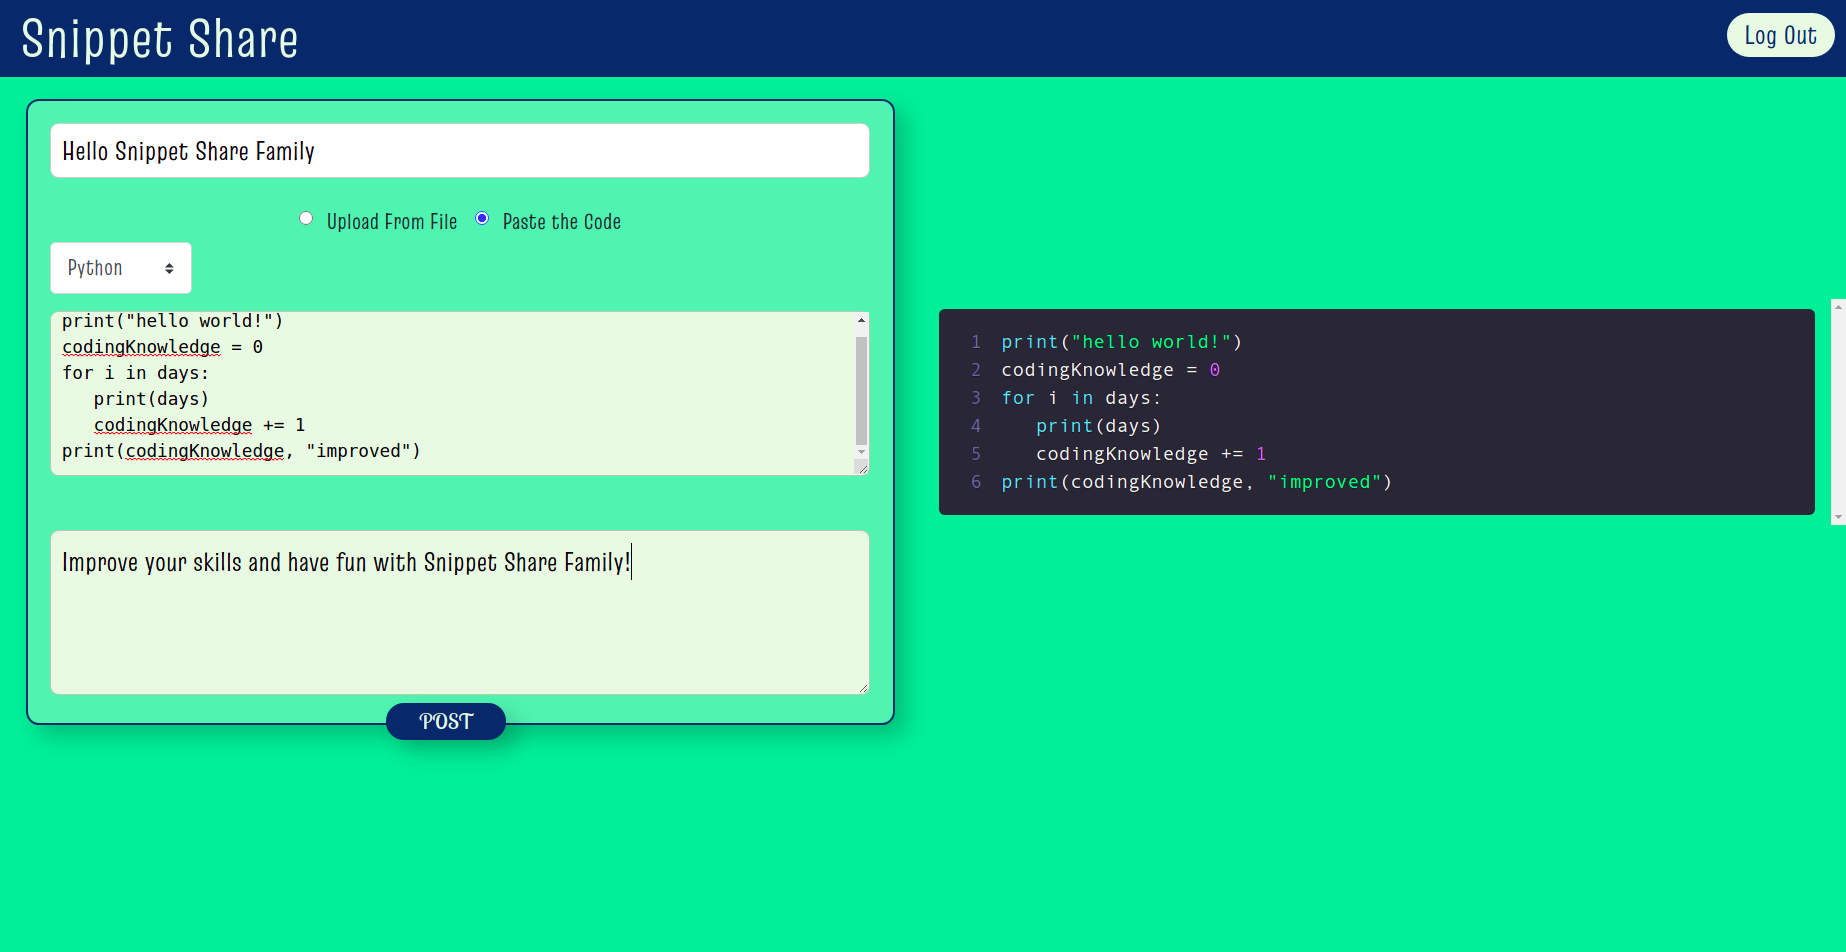 Snippet Share
Log Out
Hello Snippet Share Family
Upload From File
Paste the Code
Python
print("hello world!")
codingKnowledge = 0
for i in days:
   print(days)
   codingKnowledge += 1
print(codingKnowledge, "improved")
Improve your skills and have fun with Snippet Share Family!
POST
1 print("hello world!")
2 codingKnowledge = 0
3 for i in days:
4    print(days)
5    codingKnowledge += 1
6 print(codingKnowledge, "improved")